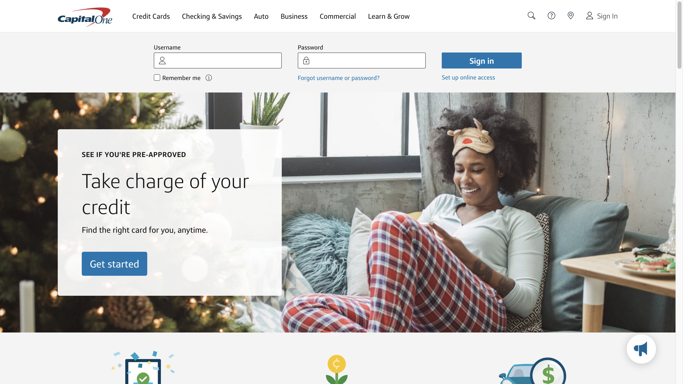 Capital One
Credit Cards
Checking & Savings
Auto
Business
Commercial
Learn & Grow
Sign In
Username
Password
Sign in
Remember me
Forgot username or password?
Set up online access
SEE IF YOU'RE PRE-APPROVED
Take charge of your
credit
Find the right card for you, anytime.
Get started